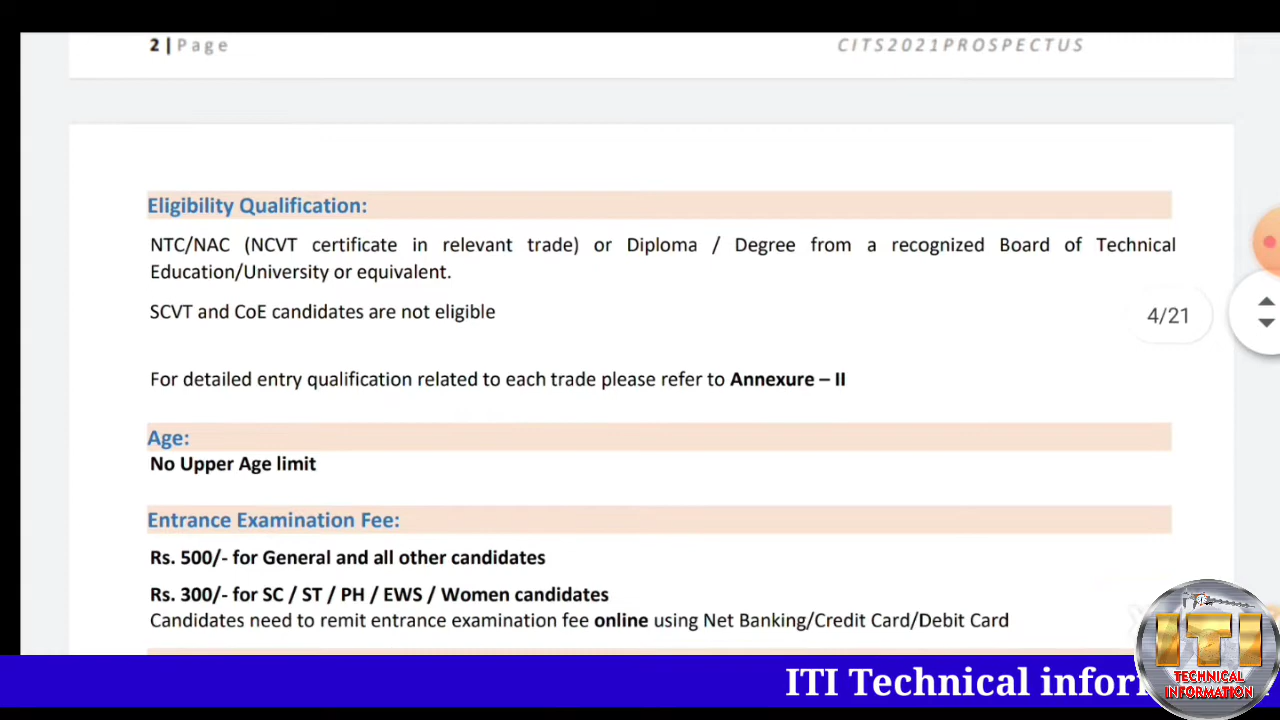 2 | Page
CITS2021PROSPECTUS
Eligibility Qualification:
NTC/NAC (NCVT certificate in relevant trade) or Diploma / Degree from a recognized Board of Technical
Education/University or equivalent.
SCVT and CoE candidates are not eligible
4/21
For detailed entry qualification related to each trade please refer to Annexure – II
Age:
No Upper Age limit
Entrance Examination Fee:
Rs. 500/- for General and all other candidates
Rs. 300/- for SC / ST / PH / EWS / Women candidates
Candidates need to remit entrance examination fee online using Net Banking/Credit Card/Debit Card
ITI Technical infor
ITI
TECHNICAL
INFORMATION